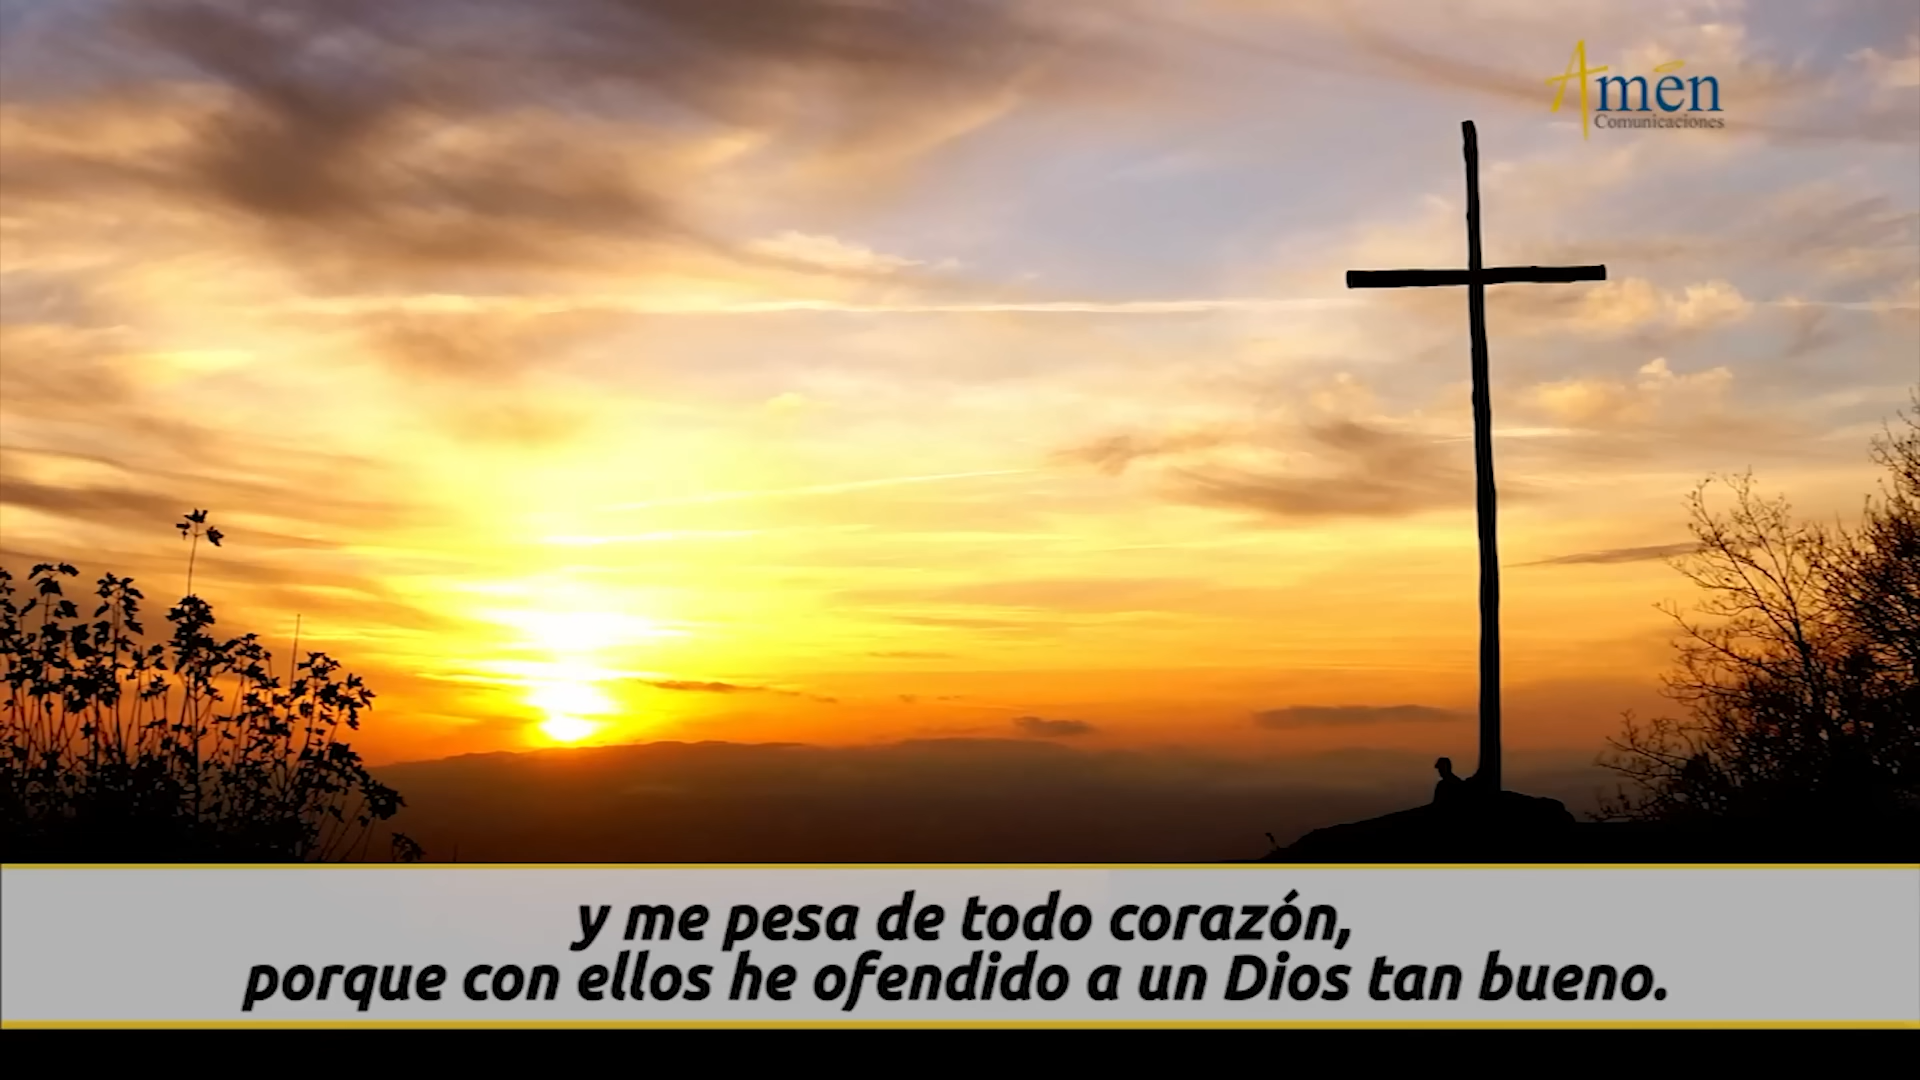 Amén
Comunicaciones
y me pesa de todo corazón,
porque con ellos he ofendido a un Dios tan bueno.